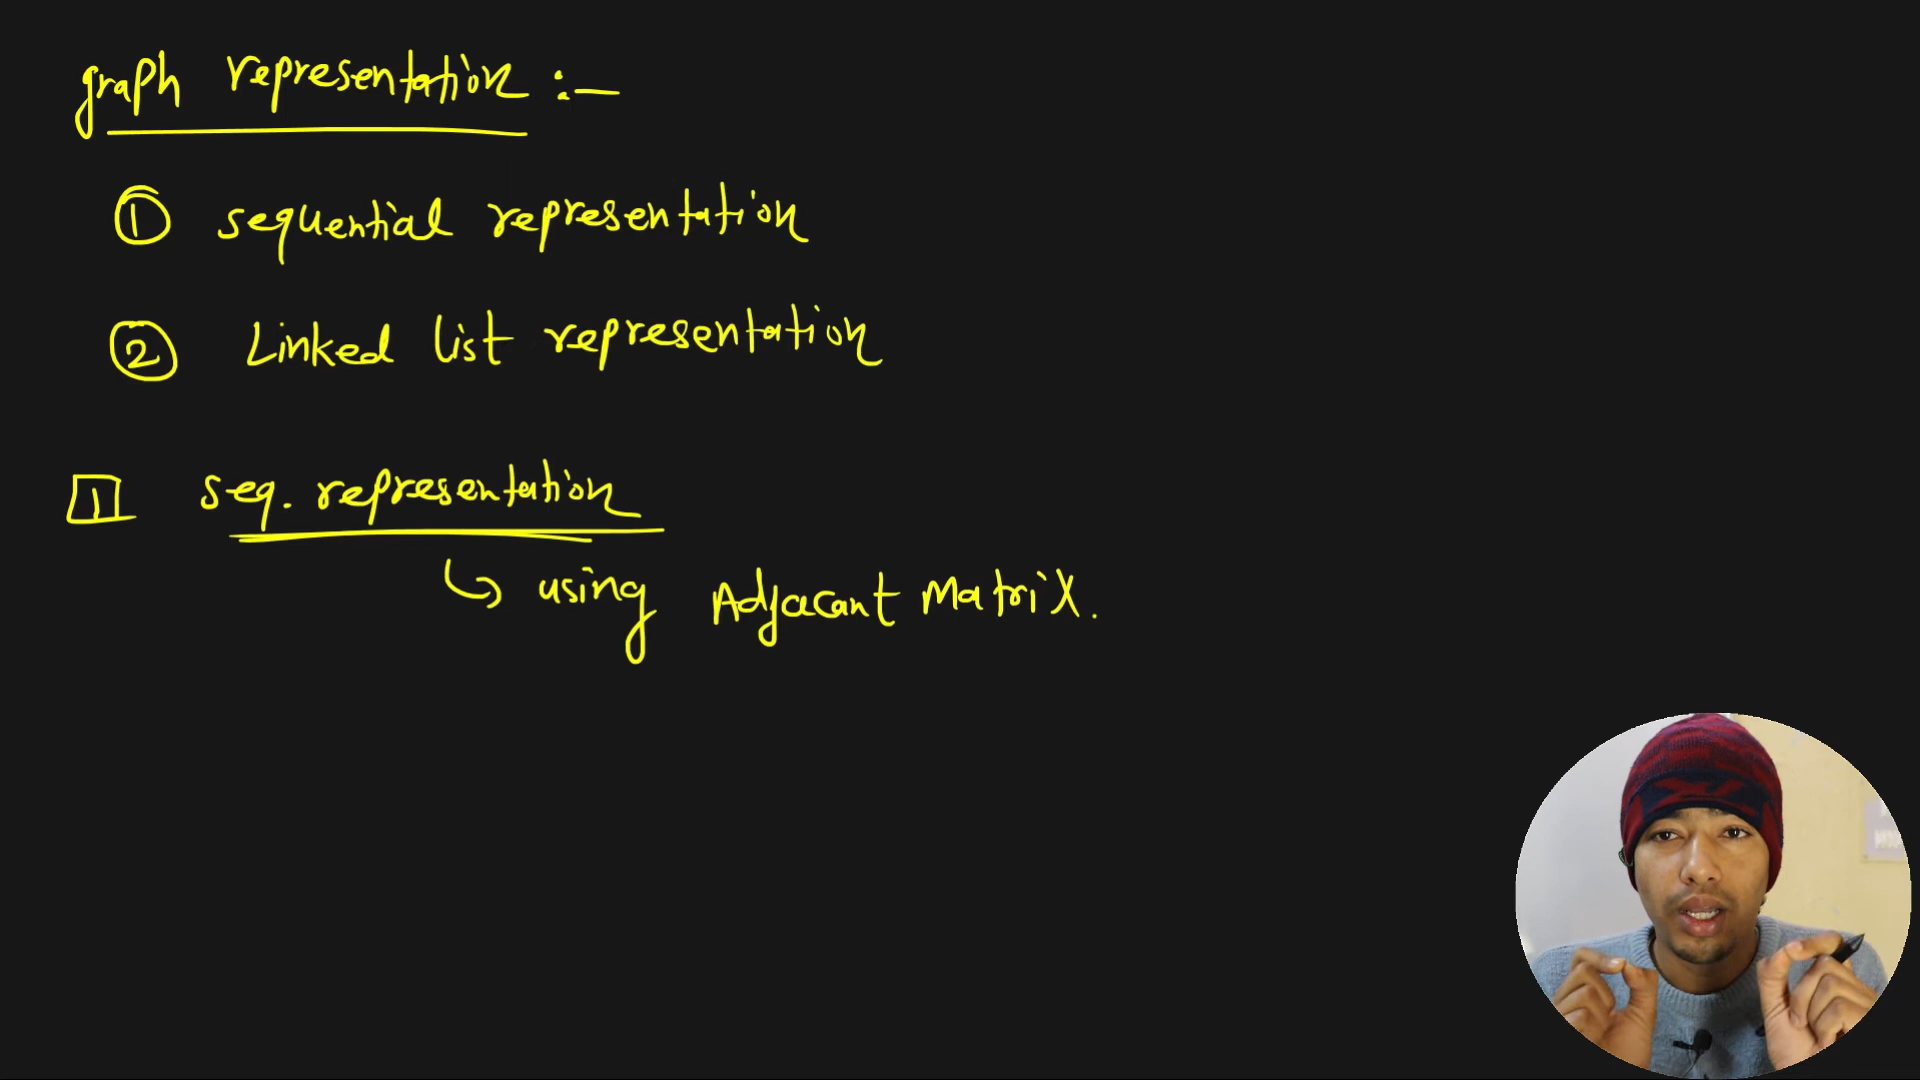 graph representation :-
① sequential representation
② Linked list representation
1 seq. representation
↳ using Adjacant Matrix.